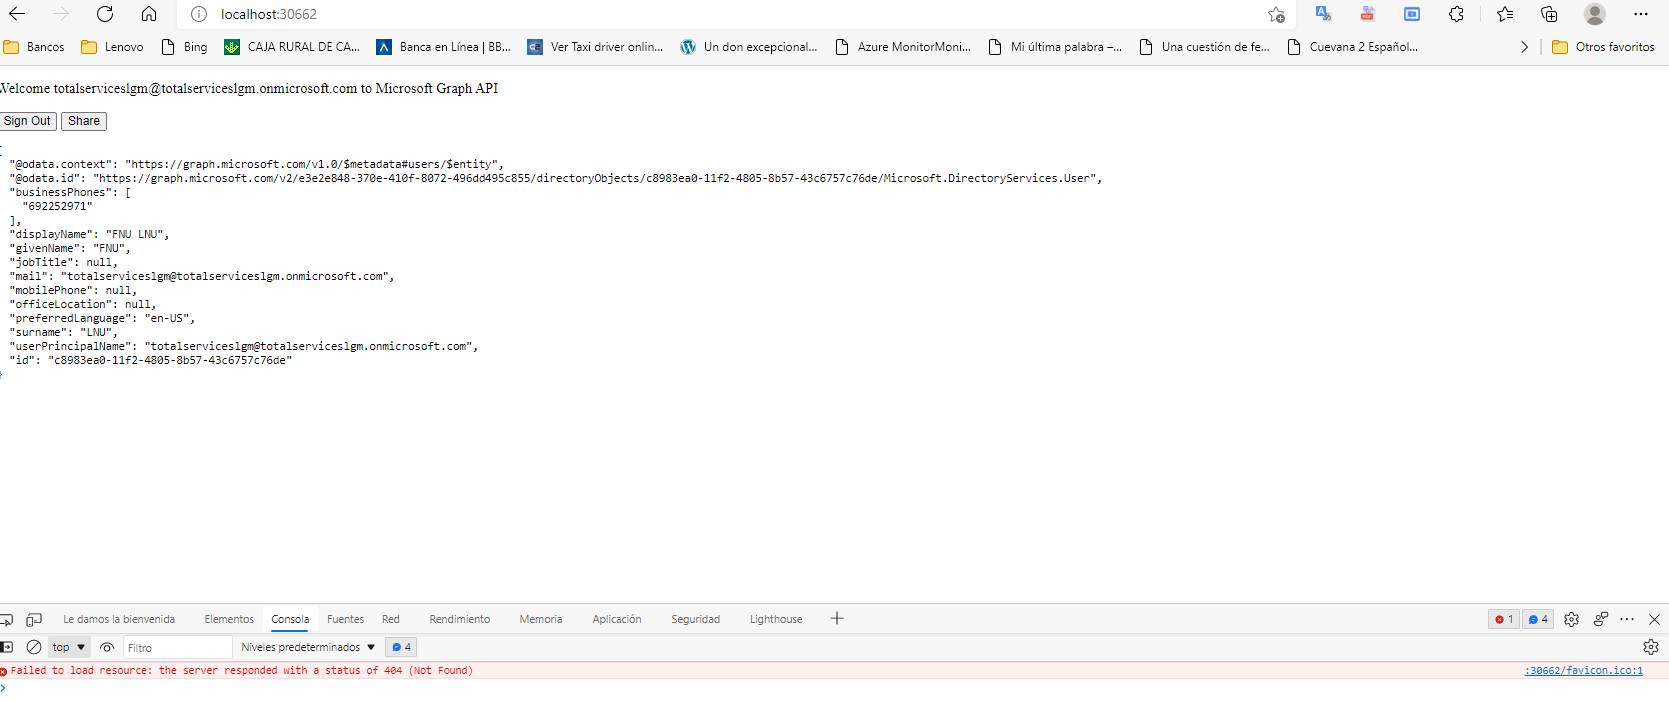 localhost:30662
Bancos Lenovo Bing CAJA RURAL DE CA... Banca en Línea | BB... Ver Taxi driver onlin... Un don excepcional... Azure MonitorMoni... Mi última palabra –... Una cuestión de fe... Cuevana 2 Español... Otros favoritos
Welcome totalserviceslgm@totalserviceslgm.onmicrosoft.com to Microsoft Graph API
Sign Out Share
{
"@odata.context": "https://graph.microsoft.com/v1.0/$metadata#users/$entity",
"@odata.id": "https://graph.microsoft.com/v2/e3e2e848-370e-410f-8072-496dd495c855/directoryObjects/c8983ea0-11f2-4805-8b57-43c6757c76de/Microsoft.DirectoryServices.User",
"businessPhones": [
"692252971"
],
"displayName": "FNU LNU",
"givenName": "FNU",
"jobTitle": null,
"mail": "totalserviceslgm@totalserviceslgm.onmicrosoft.com",
"mobilePhone": null,
"officeLocation": null,
"preferredLanguage": "en-US",
"surname": "LNU",
"userPrincipalName": "totalserviceslgm@totalserviceslgm.onmicrosoft.com",
"id": "c8983ea0-11f2-4805-8b57-43c6757c76de"
}
Le damos la bienvenida Elementos Consola Fuentes Red Rendimiento Memoria Aplicación Seguridad Lighthouse 1 4
top Filtro Niveles predeterminados 4
Failed to load resource: the server responded with a status of 404 (Not Found) :30662/favicon.ico:1